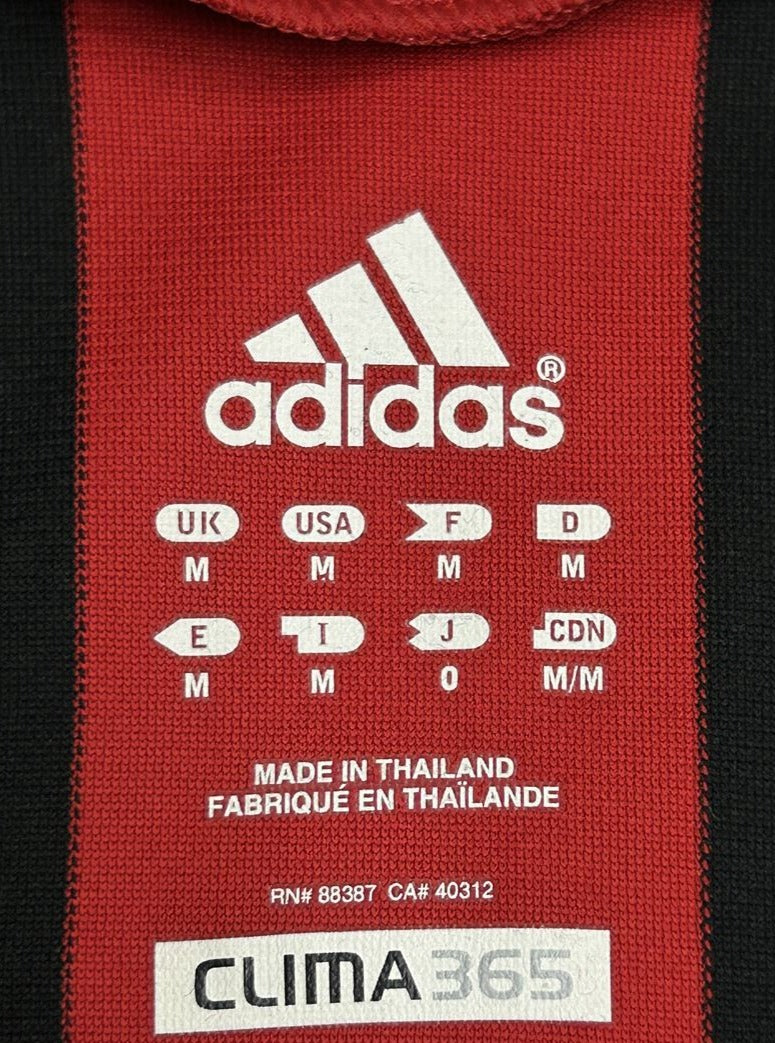 adidas®
UK USA F D
M M M M
E I J CDN
M M O M/M
MADE IN THAILAND
FABRIQUÉ EN THAÏLANDE
RN# 88387 CA# 40312
CLIMA365